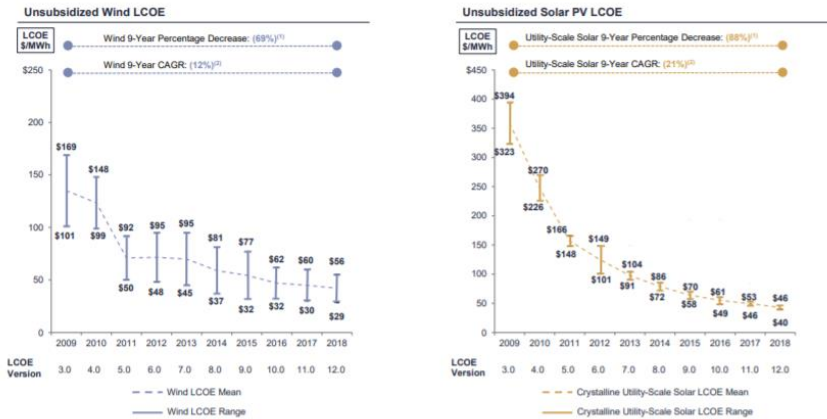 Unsubsidized Wind LCOE
LCOE
$/MWh
Wind 9-Year Percentage Decrease: (69%)(1)
Wind 9-Year CAGR: (12%)(2)
$250
200
150
100
50
$0
$169
$101
$148
$99
$92
$50
$95
$48
$95
$45
$81
$37
$77
$32
$62
$32
$60
$30
$56
$29
2009 2010 2011 2012 2013 2014 2015 2016 2017 2018
LCOE
Version
3.0 4.0 5.0 6.0 7.0 8.0 9.0 10.0 11.0 12.0
Wind LCOE Mean
Wind LCOE Range
Unsubsidized Solar PV LCOE
LCOE
$/MWh
Utility-Scale Solar 9-Year Percentage Decrease: (88%)(1)
Utility-Scale Solar 9-Year CAGR: (21%)(2)
$450
400
350
300
250
200
150
100
50
$0
$394
$323
$270
$226
$166
$148
$149
$101
$104
$91
$86
$72
$70
$58
$61
$49
$53
$46
$46
$40
2009 2010 2011 2012 2013 2014 2015 2016 2017 2018
LCOE
Version
3.0 4.0 5.0 6.0 7.0 8.0 9.0 10.0 11.0 12.0
Crystalline Utility-Scale Solar LCOE Mean
Crystalline Utility-Scale Solar LCOE Range